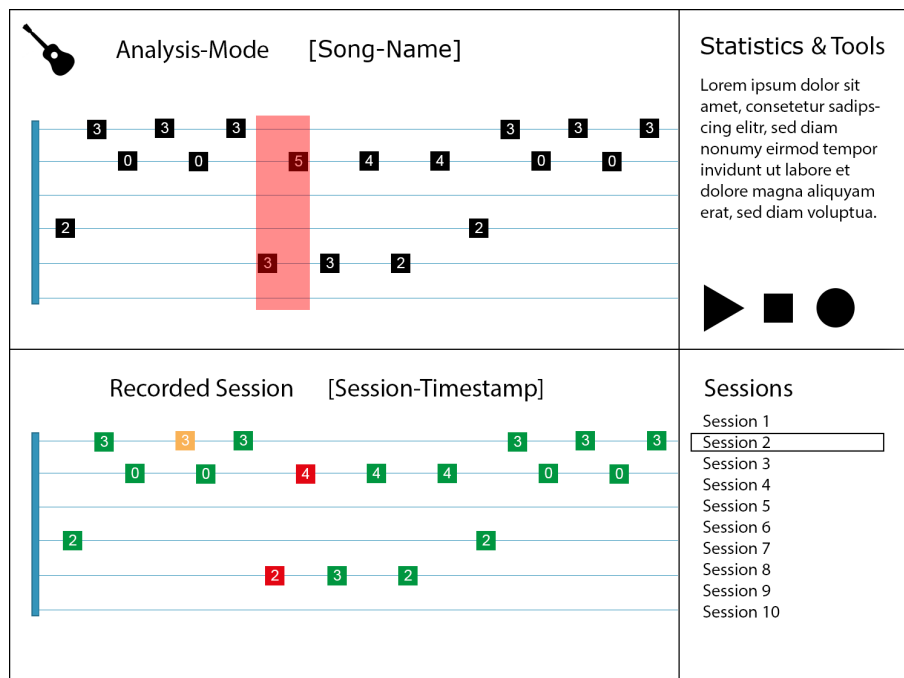 Analysis-Mode [Song-Name]
3 3 3 3 3 3
0 0 5 4 4 0 0
2 2
3 3 2
Statistics & Tools
Lorem ipsum dolor sit
amet, consetetur sadips-
cing elitr, sed diam
nonumy eirmod tempor
invidunt ut labore et
dolore magna aliquyam
erat, sed diam voluptua.
Recorded Session [Session-Timestamp]
3 3 3 3 3 3
0 0 4 4 4 0 0
2 2
2 3 2
Sessions
Session 1
Session 2
Session 3
Session 4
Session 5
Session 6
Session 7
Session 8
Session 9
Session 10